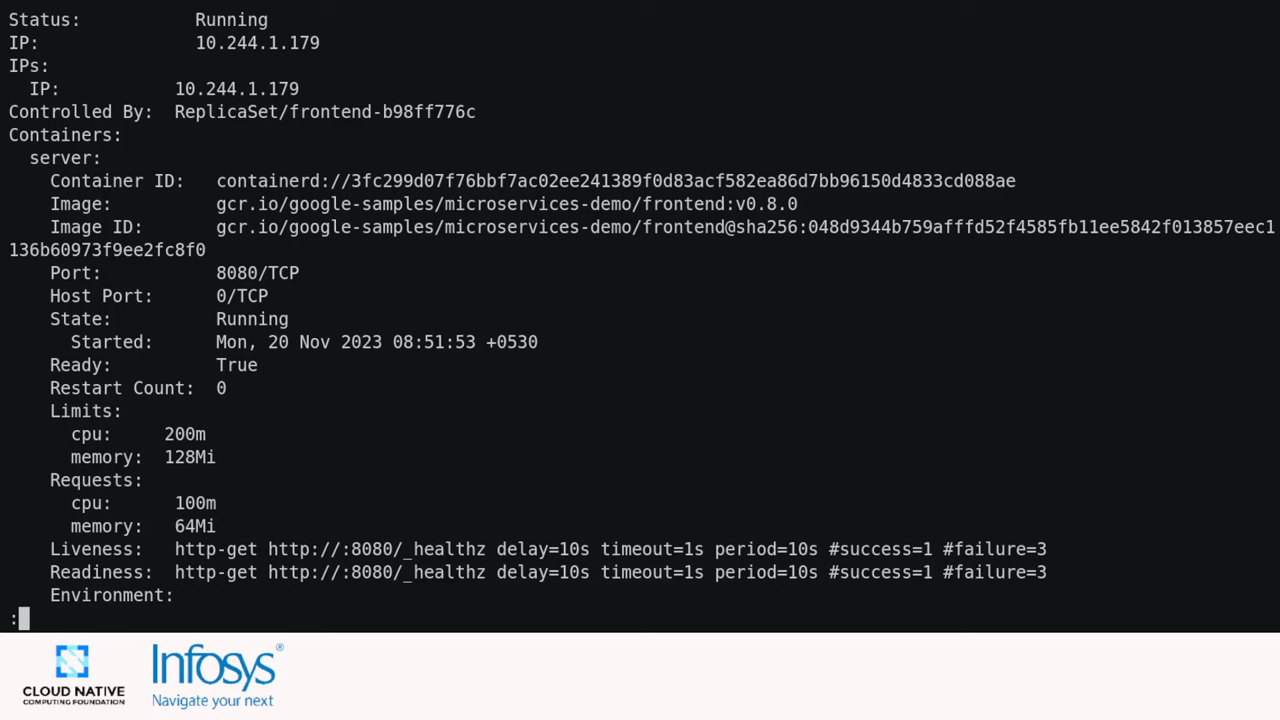 Status:           Running
IP:               10.244.1.179
IPs:
  IP:           10.244.1.179
Controlled By:  ReplicaSet/frontend-b98ff776c
Containers:
  server:
    Container ID:   containerd://3fc299d07f76bbf7ac02ee241389f0d83acf582ea86d7bb96150d4833cd088ae
    Image:          gcr.io/google-samples/microservices-demo/frontend:v0.8.0
    Image ID:       gcr.io/google-samples/microservices-demo/frontend@sha256:048d9344b759afffd52f4585fb11ee5842f013857eec1
136b60973f9ee2fc8f0
    Port:           8080/TCP
    Host Port:      0/TCP
    State:          Running
      Started:      Mon, 20 Nov 2023 08:51:53 +0530
    Ready:          True
    Restart Count:  0
    Limits:
      cpu:     200m
      memory:  128Mi
    Requests:
      cpu:      100m
      memory:   64Mi
    Liveness:   http-get http://:8080/_healthz delay=10s timeout=1s period=10s #success=1 #failure=3
    Readiness:  http-get http://:8080/_healthz delay=10s timeout=1s period=10s #success=1 #failure=3
    Environment:
:
CLOUD NATIVE
COMPUTING FOUNDATION
Infosys®
Navigate your next